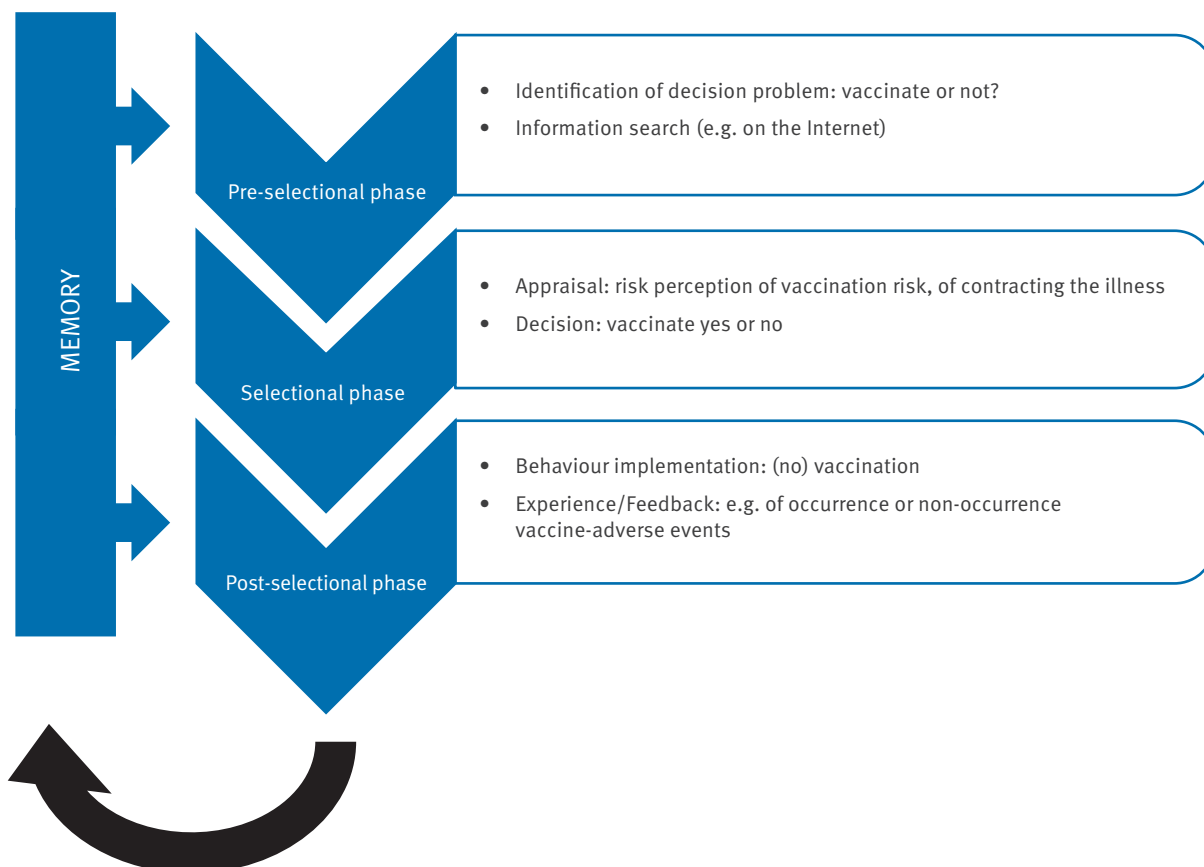 MEMORY
Pre-selectional phase
• Identification of decision problem: vaccinate or not?
• Information search (e.g. on the Internet)
Selectional phase
• Appraisal: risk perception of vaccination risk, of contracting the illness
• Decision: vaccinate yes or no
Post-selectional phase
• Behaviour implementation: (no) vaccination
• Experience/Feedback: e.g. of occurrence or non-occurrence
vaccine-adverse events